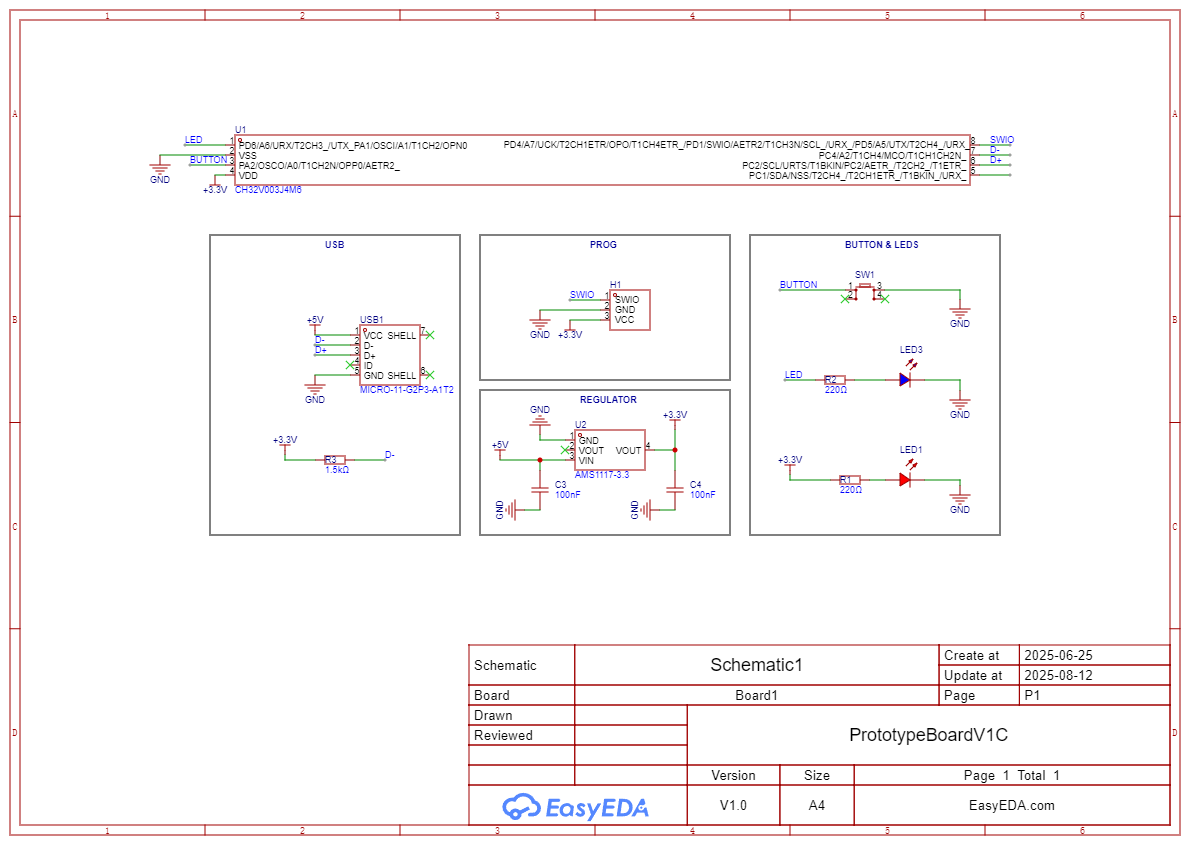 1 2 3 4 5 6
A A
LED
U1
1 PD6/A6/URX/T2CH3_/UTX_PA1/OSCI/A1/T1CH2/OPN0
PD4/A7/UCK/T2CH1ETR/OPO/T1CH4ETR_/PD1/SWIO/AETR2/T1CH3N/SCL_/URX_/PD5/A5/UTX/T2CH4_/URX_ 8
SWIO
2 VSS
PC4/A2/T1CH4/MCO/T1CH1CH2N_ 7
D-
BUTTON
3 PA2/OSCO/A0/T1CH2N/OPP0/AETR2_
PC2/SCL/URTS/T1BKIN/PC2/AETR_/T2CH2_/T1ETR_ 6
D+
4 VDD
PC1/SDA/NSS/T2CH4_/T2CH1ETR_/T1BKIN_/URX_ 5
GND
+3.3V
CH32V003J4M6
B B
USB
+5V
USB1
1 VCC SHELL 7
D-
2 D-
D+
3 D+
4 ID
5 GND SHELL 6
GND
MICRO-11-G2P3-A1T2
+3.3V
R3
1.5kΩ
D-
PROG
H1
SWIO
1 SWIO
2 GND
3 VCC
GND
+3.3V
REGULATOR
GND
U2
+3.3V
+5V
1 GND
2 VOUT VOUT 4
3 VIN
AMS1117-3.3
C3
100nF
C4
100nF
GND
GND
BUTTON & LEDS
BUTTON
SW1
1 3
2 4
GND
LED3
LED
R2
220Ω
GND
LED1
+3.3V
R1
220Ω
GND
C C
D D
Schematic
Schematic1
Create at 2025-06-25
Update at 2025-08-12
Board
Board1
Page P1
Drawn
Reviewed
PrototypeBoardV1C
Version Size Page 1 Total 1
EasyEDA
V1.0 A4 EasyEDA.com
1 2 3 4 5 6